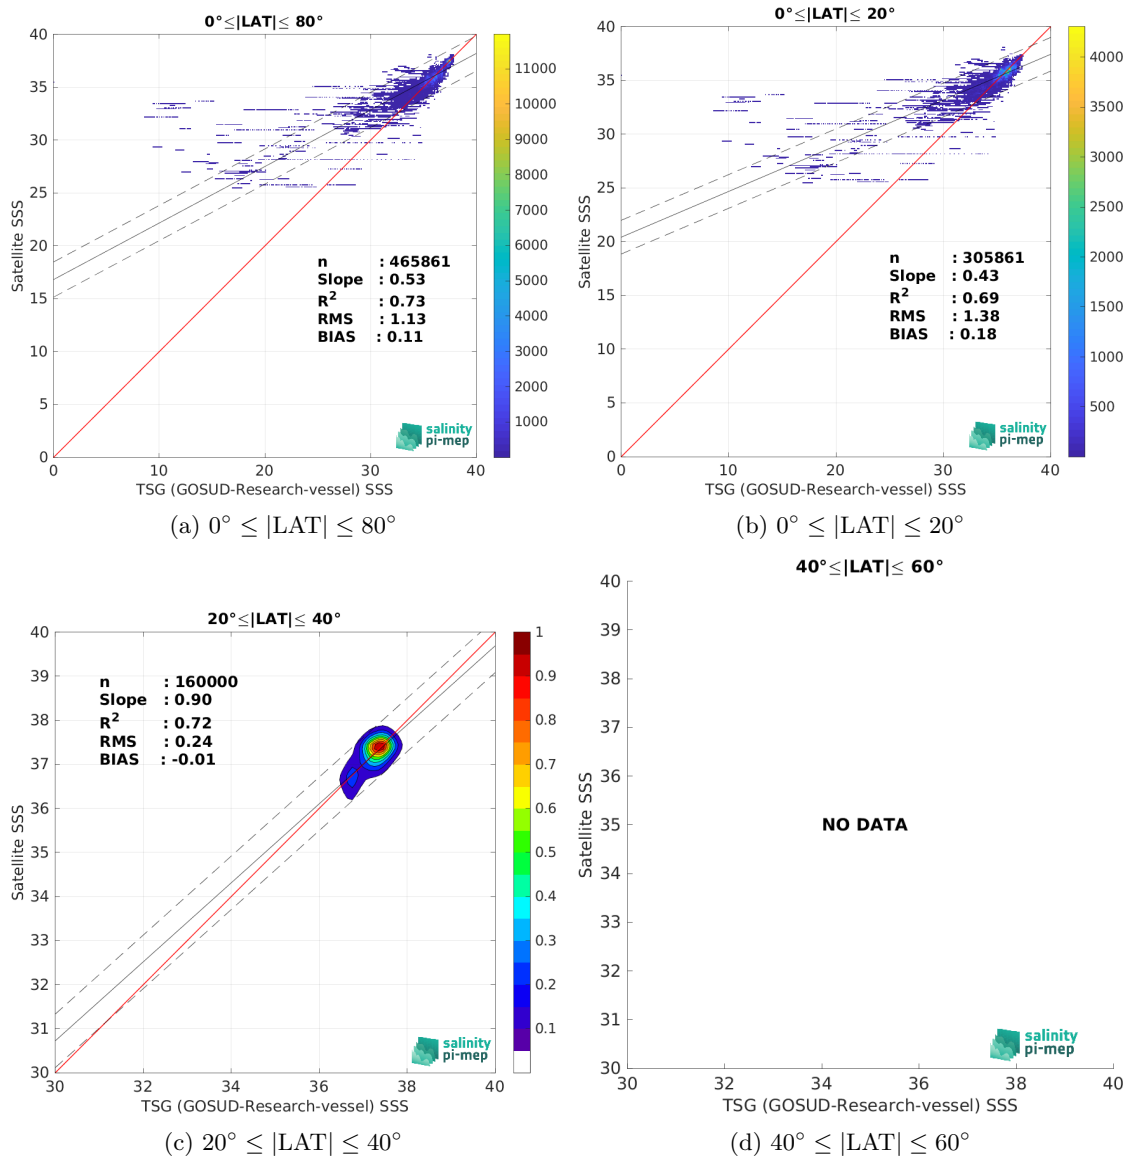 0°≤|LAT|≤ 80°
40
35
30
25
20
15
10
5
0
0
10
20
30
40
Satellite SSS
TSG (GOSUD-Research-vessel) SSS
n : 465861
Slope : 0.53
R2 : 0.73
RMS : 1.13
BIAS : 0.11
salinity
pi-mep
11000
10000
9000
8000
7000
6000
5000
4000
3000
2000
1000
(a) 0° ≤ |LAT| ≤ 80°
0°≤|LAT|≤ 20°
40
35
30
25
20
15
10
5
0
0
10
20
30
40
Satellite SSS
TSG (GOSUD-Research-vessel) SSS
n : 305861
Slope : 0.43
R2 : 0.69
RMS : 1.38
BIAS : 0.18
salinity
pi-mep
4000
3500
3000
2500
2000
1500
1000
500
(b) 0° ≤ |LAT| ≤ 20°
20°≤|LAT|≤ 40°
40
39
38
37
36
35
34
33
32
31
30
30
32
34
36
38
40
Satellite SSS
TSG (GOSUD-Research-vessel) SSS
n : 160000
Slope : 0.90
R2 : 0.72
RMS : 0.24
BIAS : -0.01
salinity
pi-mep
1
0.9
0.8
0.7
0.6
0.5
0.4
0.3
0.2
0.1
(c) 20° ≤ |LAT| ≤ 40°
40°≤|LAT|≤ 60°
40
39
38
37
36
35
34
33
32
31
30
30
32
34
36
38
40
Satellite SSS
TSG (GOSUD-Research-vessel) SSS
NO DATA
salinity
pi-mep
(d) 40° ≤ |LAT| ≤ 60°